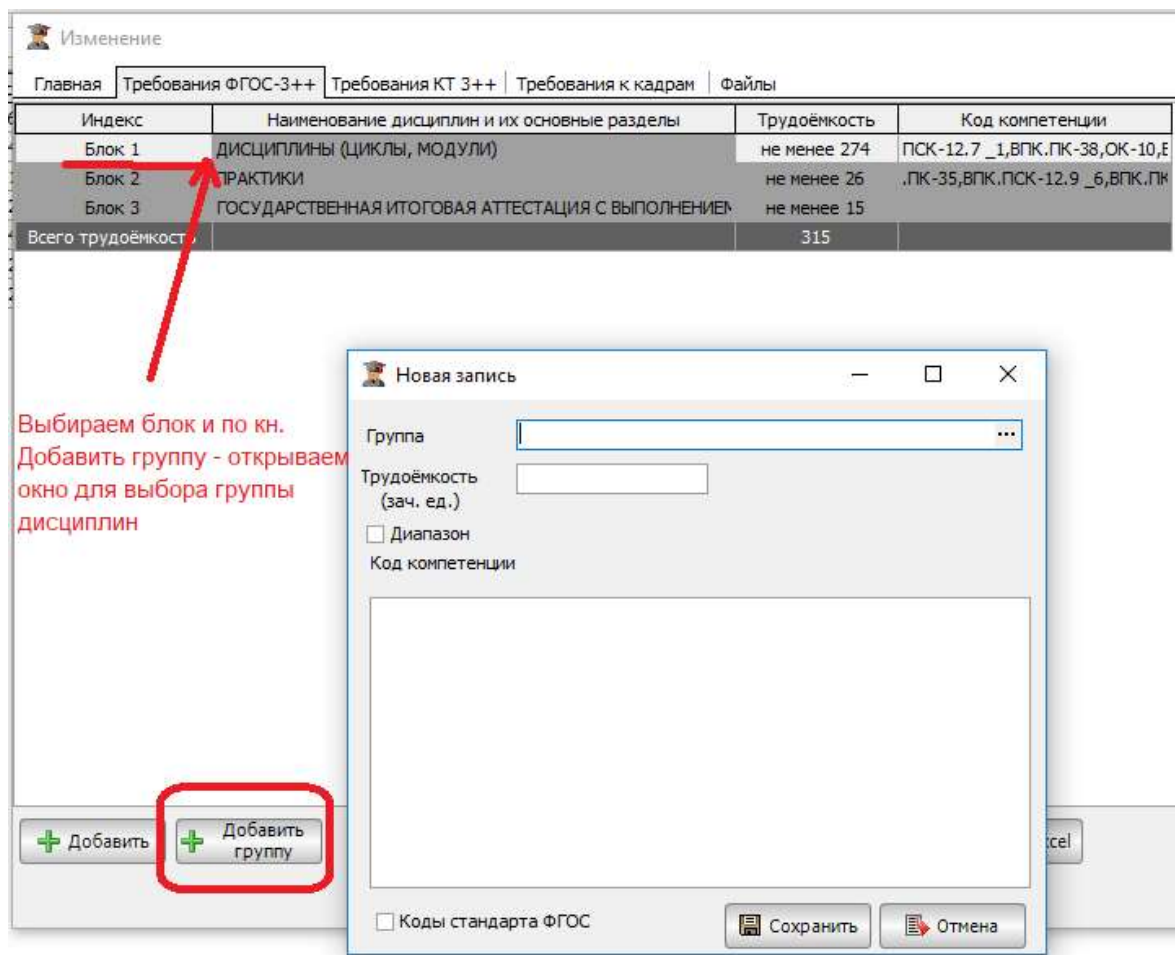 Изменение
Главная Требования ФГОС-3++ Требования КТ 3++ Требования к кадрам Файлы
Индекс Наименование дисциплин и их основные разделы Трудоёмкость Код компетенции
Блок 1 ДИСЦИПЛИНЫ (ЦИКЛЫ, МОДУЛИ) не менее 274 ПСК-12.7 _1,ВПК.ПК-38,ОК-10,
Блок 2 ПРАКТИКИ не менее 26 .ПК-35,ВПК.ПСК-12.9 _6,ВПК.ПК
Блок 3 ГОСУДАРСТВЕННАЯ ИТОГОВАЯ АТТЕСТАЦИЯ С ВЫПОЛНЕНИЕМ не менее 15
Всего трудоёмкость 315
Выбираем блок и по кн.
Добавить группу - открываем
окно для выбора группы
дисциплин
Новая запись
Группа ...
Трудоёмкость
(зач. ед.)
Диапазон
Код компетенции
Коды стандарта ФГОС
Сохранить Отмена
Добавить
Добавить
группу
cel